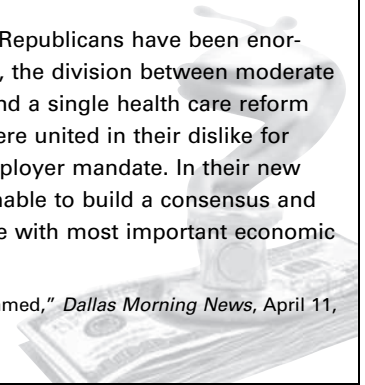 Republicans have been enor-
, the division between moderate
nd a single health care reform
ere united in their dislike for
ployer mandate. In their new
nable to build a consensus and
e with most important economic
med,” Dallas Morning News, April 11,